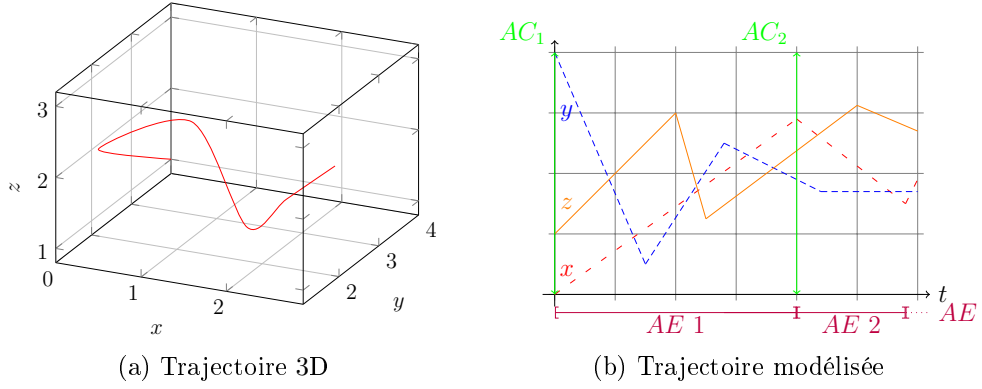 AC₁
AC₂
3
2
1
z
0
1
2
x
2
3
4
y
y
z
x
t
AE 1
AE 2
AE
(a) Trajectoire 3D
(b) Trajectoire modélisée